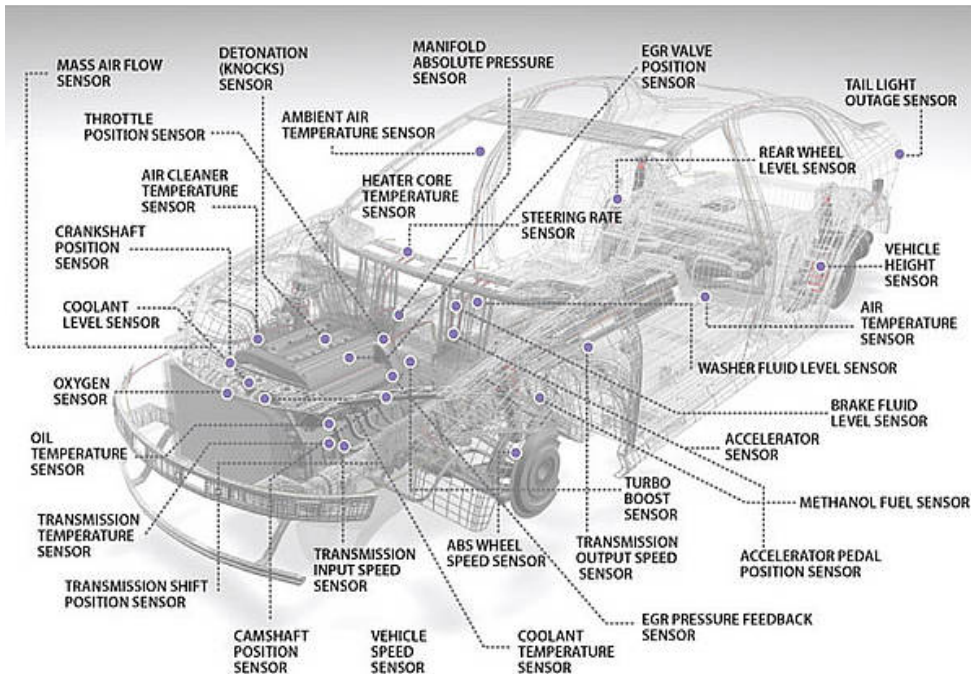 MASS AIR FLOW
SENSOR
DETONATION
(KNOCKS)
SENSOR
MANIFOLD
ABSOLUTE PRESSURE
SENSOR
EGR VALVE
POSITION
SENSOR
TAIL LIGHT
OUTAGE SENSOR
THROTTLE
POSITION SENSOR
AMBIENT AIR
TEMPERATURE SENSOR
REAR WHEEL
LEVEL SENSOR
AIR CLEANER
TEMPERATURE
SENSOR
HEATER CORE
TEMPERATURE
SENSOR
STEERING RATE
SENSOR
CRANKSHAFT
POSITION
SENSOR
VEHICLE
HEIGHT
SENSOR
COOLANT
LEVEL SENSOR
AIR
TEMPERATURE
SENSOR
WASHER FLUID LEVEL SENSOR
OXYGEN
SENSOR
BRAKE FLUID
LEVEL SENSOR
OIL
TEMPERATURE
SENSOR
ACCELERATOR
SENSOR
TURBO
BOOST
SENSOR
METHANOL FUEL SENSOR
TRANSMISSION
TEMPERATURE
SENSOR
TRANSMISSION
INPUT SPEED
SENSOR
ABS WHEEL
SPEED SENSOR
TRANSMISSION
OUTPUT SPEED
SENSOR
ACCELERATOR PEDAL
POSITION SENSOR
TRANSMISSION SHIFT
POSITION SENSOR
EGR PRESSURE FEEDBACK
SENSOR
CAMSHAFT
POSITION
SENSOR
VEHICLE
SPEED
SENSOR
COOLANT
TEMPERATURE
SENSOR